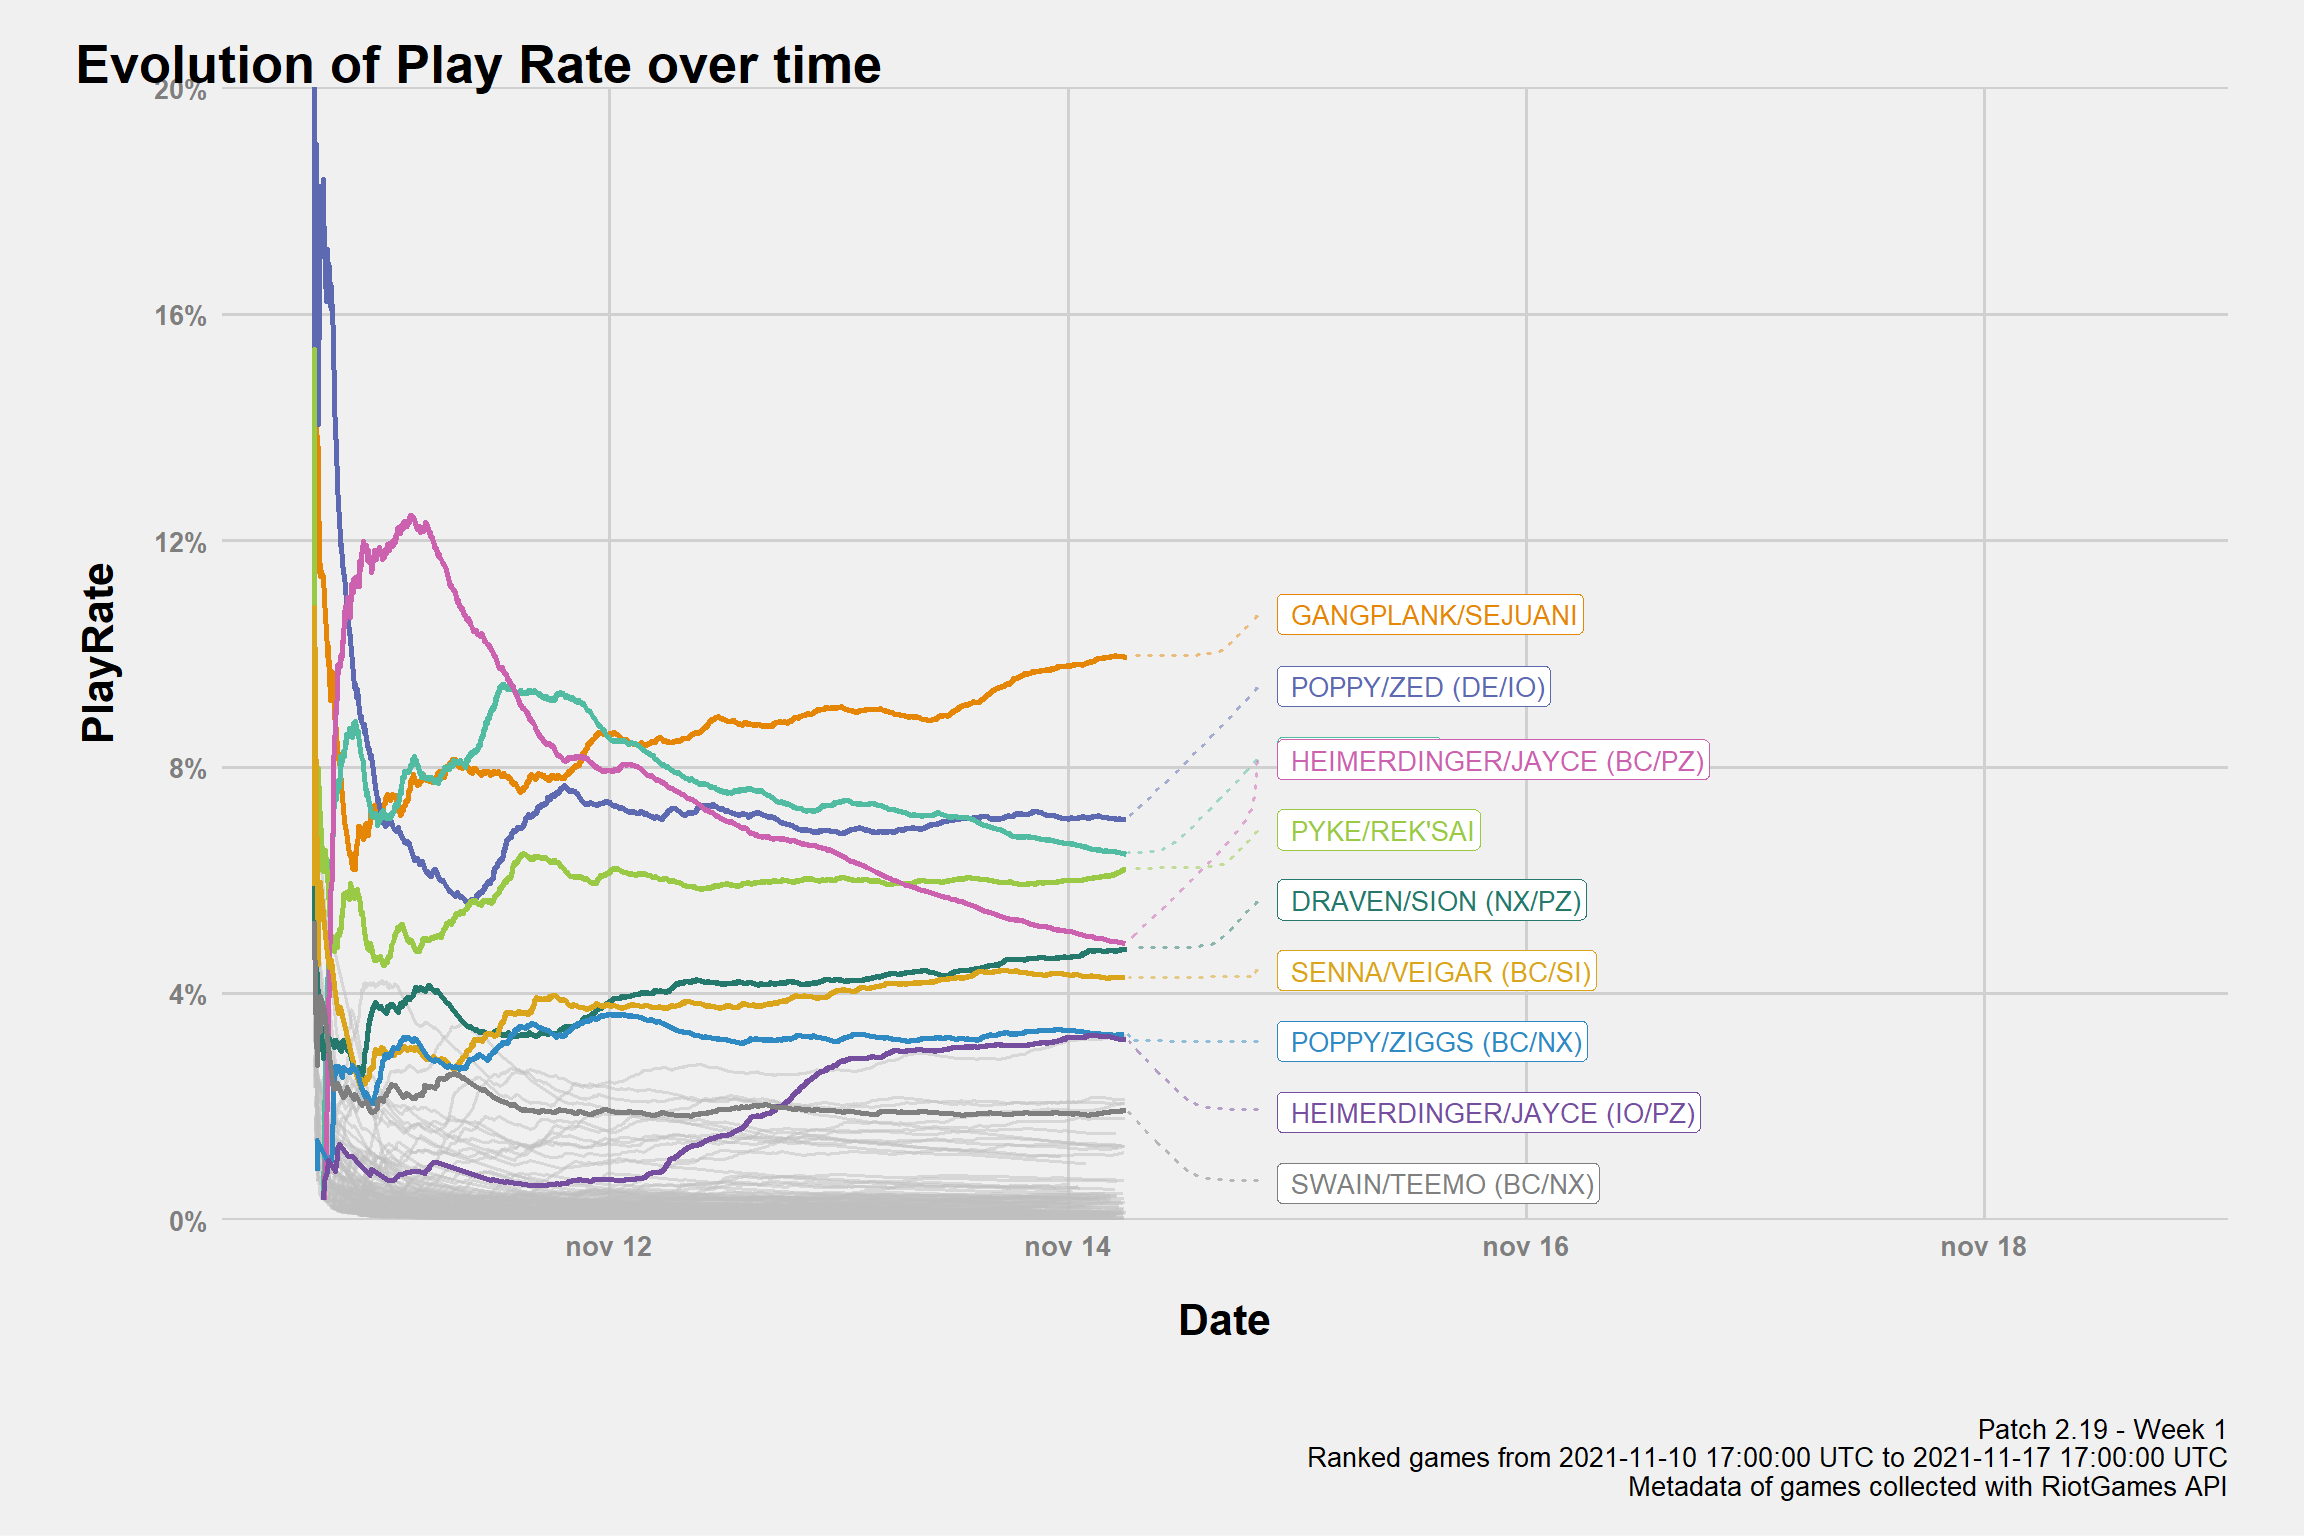 Evolution of Play Rate over time
20%
16%
12%
8%
4%
0%
PlayRate
GANGPLANK/SEJUANI
POPPY/ZED (DE/IO)
HEIMERDINGER/JAYCE (BC/PZ)
PYKE/REK'SAI
DRAVEN/SION (NX/PZ)
SENNA/VEIGAR (BC/SI)
POPPY/ZIGGS (BC/NX)
HEIMERDINGER/JAYCE (IO/PZ)
SWAIN/TEEMO (BC/NX)
nov 12
nov 14
nov 16
nov 18
Date
Patch 2.19 - Week 1
Ranked games from 2021-11-10 17:00:00 UTC to 2021-11-17 17:00:00 UTC
Metadata of games collected with RiotGames API